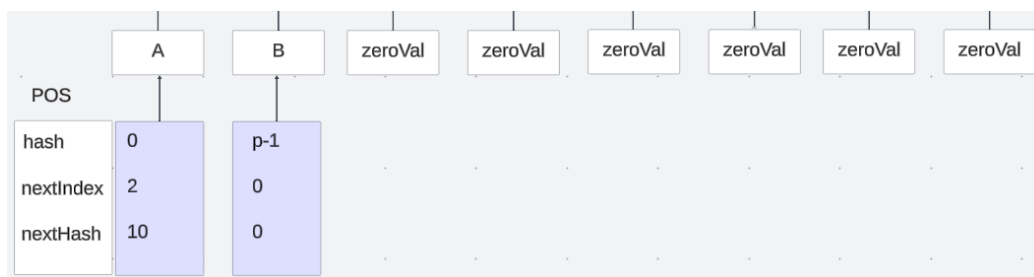 A B zeroVal zeroVal zeroVal zeroVal zeroVal zeroVal
POS
hash 0 p-1
nextIndex 2 0
nextHash 10 0